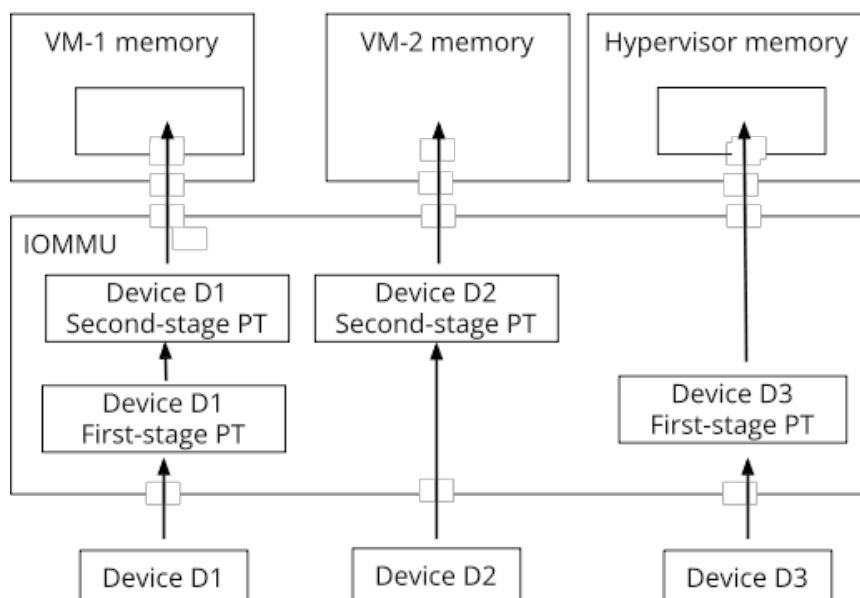 VM-1 memory
VM-2 memory
Hypervisor memory
IOMMU
Device D1
Second-stage PT
Device D2
Second-stage PT
Device D1
First-stage PT
Device D3
First-stage PT
Device D1
Device D2
Device D3